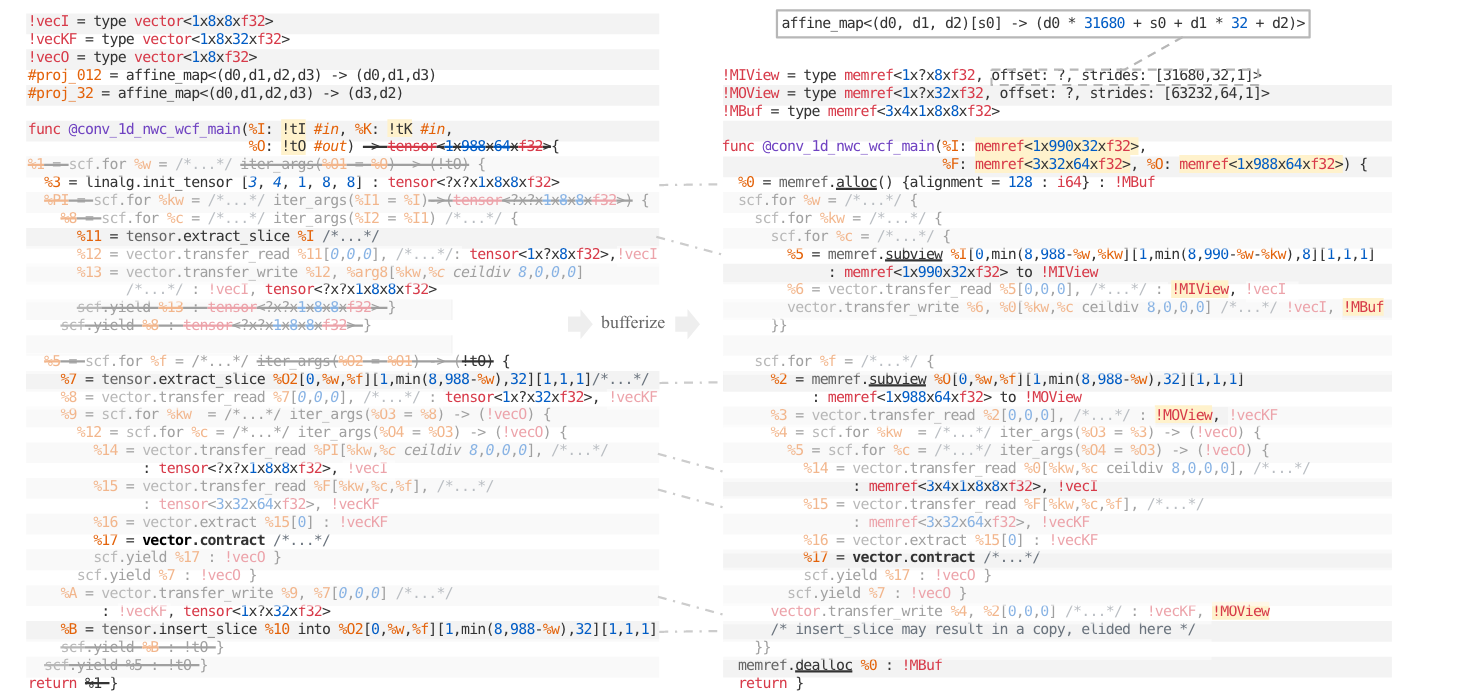 !vecI = type vector<1x8x8xf32>
!vecKF = type vector<1x8x32xf32>
!vecO = type vector<1x8xf32>
#proj_012 = affine_map<(d0,d1,d2,d3) -> (d0,d1,d3)
#proj_32 = affine_map<(d0,d1,d2,d3) -> (d3,d2)
func @conv_1d_nwc_wcf_main(%I: !tI #in, %K: !tK #in,
%O: !tO #out) -> tensor<1x988x64xf32>{
%1 = scf.for %w = /*...*/ iter_args(%O1 = %O) -> (!tO) {
%3 = linalg.init_tensor [3, 4, 1, 8, 8] : tensor<?x?x1x8x8xf32>
%PI = scf.for %kw = /*...*/ iter_args(%I1 = %I) ->(tensor<?x?x1x8x8xf32>) {
%8 = scf.for %c = /*...*/ iter_args(%I2 = %I1) /*...*/ {
%11 = tensor.extract_slice %I /*...*/
%12 = vector.transfer_read %11[0,0,0], /*...*/: tensor<1x?x8xf32>,!vecI
%13 = vector.transfer_write %12, %arg8[%kw,%c ceildiv 8,0,0,0]
/*...*/ : !vecI, tensor<?x?x1x8x8xf32>
scf.yield %13 : tensor<?x?x1x8x8xf32> }
scf.yield %8 : tensor<?x?x1x8x8xf32> }
%5 = scf.for %f = /*...*/ iter_args(%O2 = %O1) -> (!tO) {
%7 = tensor.extract_slice %O2[0,%w,%f][1,min(8,988-%w),32][1,1,1]/*...*/
%8 = vector.transfer_read %7[0,0,0], /*...*/ : tensor<1x?x32xf32>, !vecKF
%9 = scf.for %kw = /*...*/ iter_args(%O3 = %8) -> (!vecO) {
%12 = scf.for %c = /*...*/ iter_args(%O4 = %O3) -> (!vecO) {
%14 = vector.transfer_read %PI[%kw,%c ceildiv 8,0,0,0], /*...*/
: tensor<?x?x1x8x8xf32>, !vecI
%15 = vector.transfer_read %F[%kw,%c,%f], /*...*/
: tensor<3x32x64xf32>, !vecKF
%16 = vector.extract %15[0] : !vecKF
%17 = vector.contract /*...*/
scf.yield %17 : !vecO }
scf.yield %7 : !vecO }
%A = vector.transfer_write %9, %7[0,0,0] /*...*/
: !vecKF, tensor<1x?x32xf32>
%B = tensor.insert_slice %10 into %O2[0,%w,%f][1,min(8,988-%w),32][1,1,1]
scf.yield %B : !tO }
scf.yield %5 : !tO }
return %1 }
bufferize
affine_map<(d0, d1, d2)[s0] -> (d0 * 31680 + s0 + d1 * 32 + d2)>
!MIView = type memref<1x?x8xf32, offset: ?, strides: [31680,32,1]>
!MOView = type memref<1x?x32xf32, offset: ?, strides: [63232,64,1]>
!MBuf = type memref<3x4x1x8x8xf32>
func @conv_1d_nwc_wcf_main(%I: memref<1x990x32xf32>,
%F: memref<3x32x64xf32>, %O: memref<1x988x64xf32>) {
%0 = memref.alloc() {alignment = 128 : i64} : !MBuf
scf.for %w = /*...*/ {
scf.for %kw = /*...*/ {
scf.for %c = /*...*/ {
%5 = memref.subview %I[0,min(8,988-%w,%kw][1,min(8,990-%w-%kw),8][1,1,1]
: memref<1x990x32xf32> to !MIView
%6 = vector.transfer_read %5[0,0,0], /*...*/ : !MIView, !vecI
vector.transfer_write %6, %0[%kw,%c ceildiv 8,0,0,0] /*...*/ !vecI, !MBuf
}}
scf.for %f = /*...*/ {
%2 = memref.subview %O[0,%w,%f][1,min(8,988-%w),32][1,1,1]
: memref<1x988x64xf32> to !MOView
%3 = vector.transfer_read %2[0,0,0], /*...*/ : !MOView, !vecKF
%4 = scf.for %kw = /*...*/ iter_args(%O3 = %3) -> (!vecO) {
%5 = scf.for %c = /*...*/ iter_args(%O4 = %O3) -> (!vecO) {
%14 = vector.transfer_read %0[%kw,%c ceildiv 8,0,0,0], /*...*/
: memref<3x4x1x8x8xf32>, !vecI
%15 = vector.transfer_read %F[%kw,%c,%f], /*...*/
: memref<3x32x64xf32>, !vecKF
%16 = vector.extract %15[0] : !vecKF
%17 = vector.contract /*...*/
scf.yield %17 : !vecO }
scf.yield %7 : !vecO }
vector.transfer_write %4, %2[0,0,0] /*...*/ : !vecKF, !MOView
/* insert_slice may result in a copy, elided here */
}}
memref.dealloc %0 : !MBuf
return }